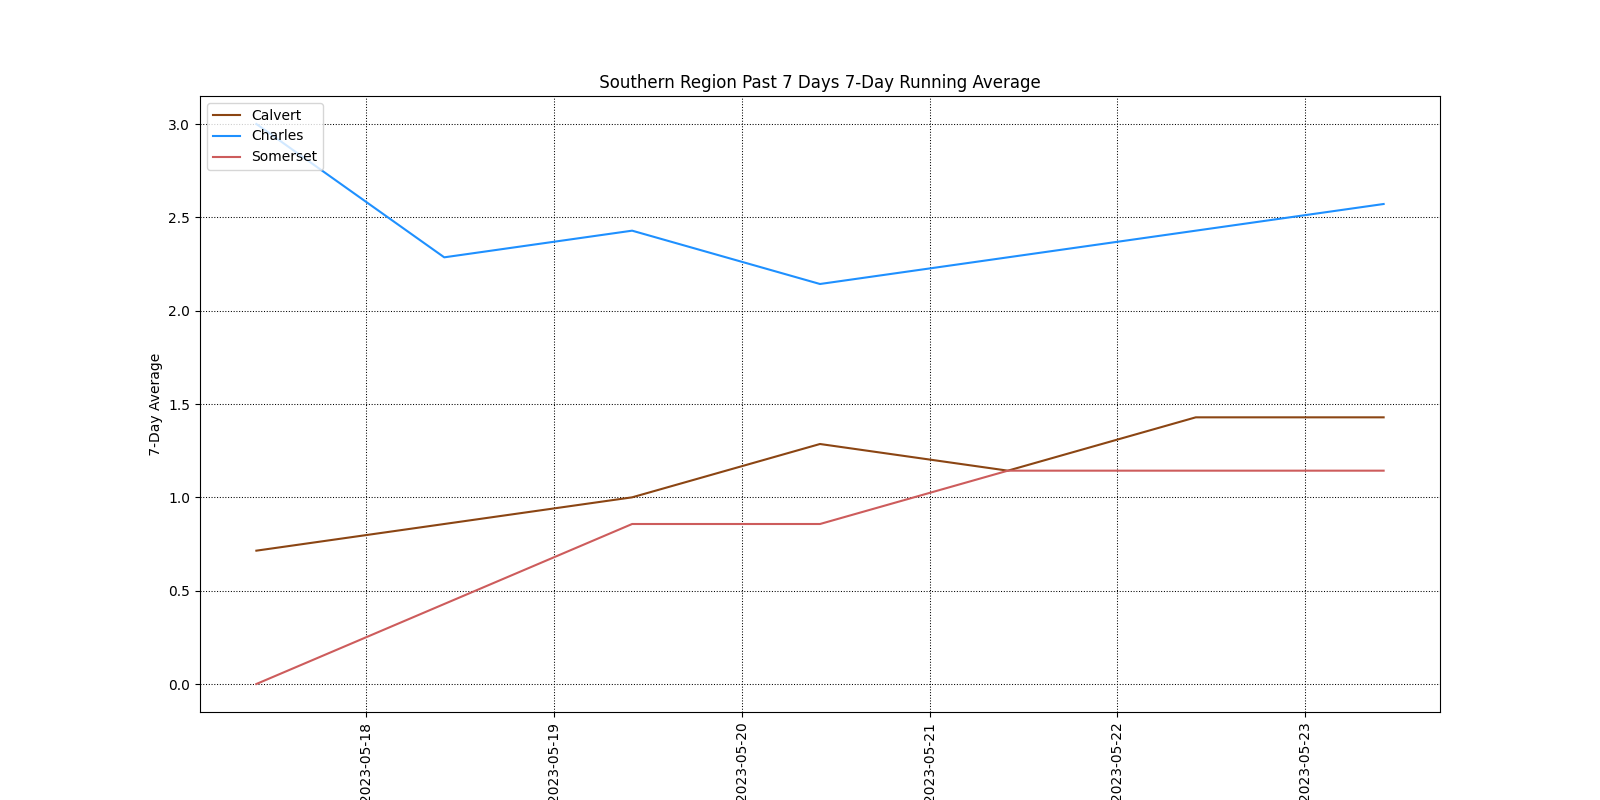 Southern Region Past 7 Days 7-Day Running Average
Calvert
Charles
Somerset
7-Day Average
3.0
2.5
2.0
1.5
1.0
0.5
0.0
2023-05-18
2023-05-19
2023-05-20
2023-05-21
2023-05-22
2023-05-23